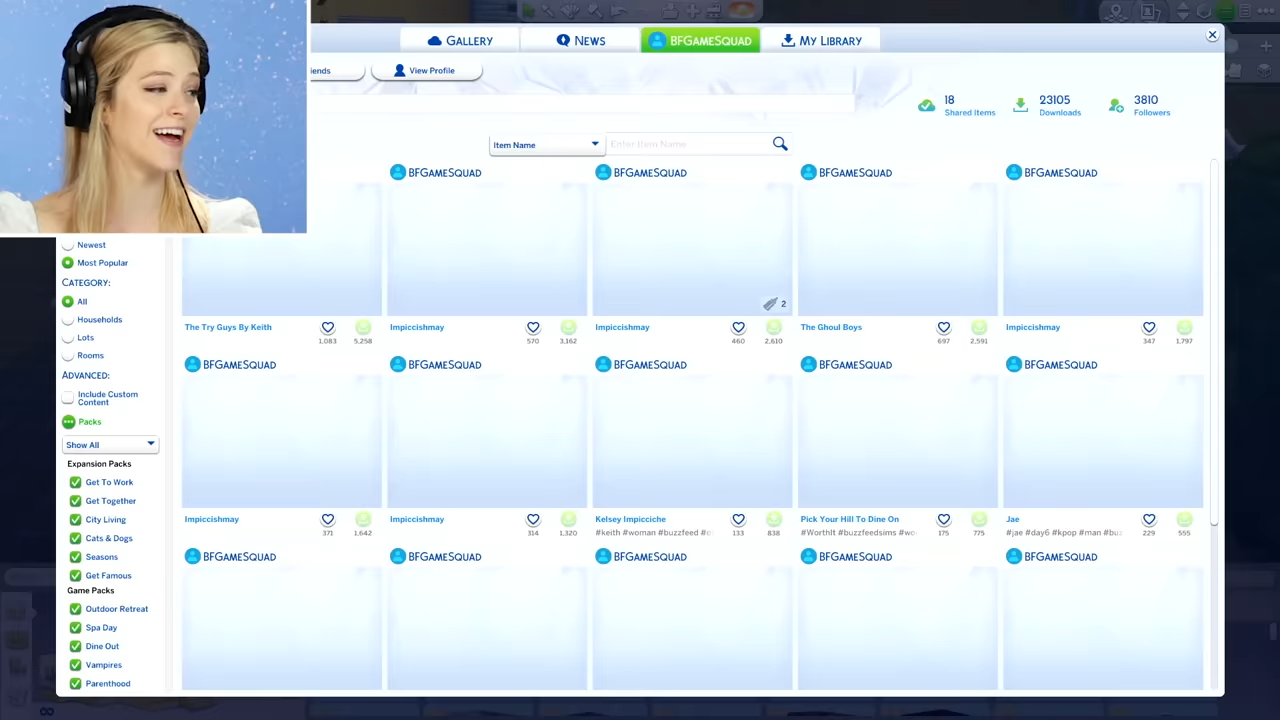 GALLERY
NEWS
BFGAMESQUAD
MY LIBRARY
iends
View Profile
18
Shared Items
23105
Downloads
3810
Followers
Item Name
Enter Item Name
Newest
Most Popular
CATEGORY:
All
Households
Lots
Rooms
ADVANCED:
Include Custom
Content
Packs
Show All
Expansion Packs
Get To Work
Get Together
City Living
Cats & Dogs
Seasons
Get Famous
Game Packs
Outdoor Retreat
Spa Day
Dine Out
Vampires
Parenthood
BFGAMESQUAD
BFGAMESQUAD
BFGAMESQUAD
BFGAMESQUAD
2
The Try Guys By Keith
1,083
5,258
Impiccishmay
570
3,162
Impiccishmay
460
2,610
The Ghoul Boys
697
2,591
Impiccishmay
347
1,797
BFGAMESQUAD
BFGAMESQUAD
BFGAMESQUAD
BFGAMESQUAD
BFGAMESQUAD
Impiccishmay
371
1,642
Impiccishmay
314
1,320
Kelsey Impicciche
#keith #woman #buzzfeed #o
133
838
Pick Your Hill To Dine On
#WorthIt #buzzfeedsims #wo
175
775
Jae
#jae #day6 #kpop #man #buz
229
555
BFGAMESQUAD
BFGAMESQUAD
BFGAMESQUAD
BFGAMESQUAD
BFGAMESQUAD